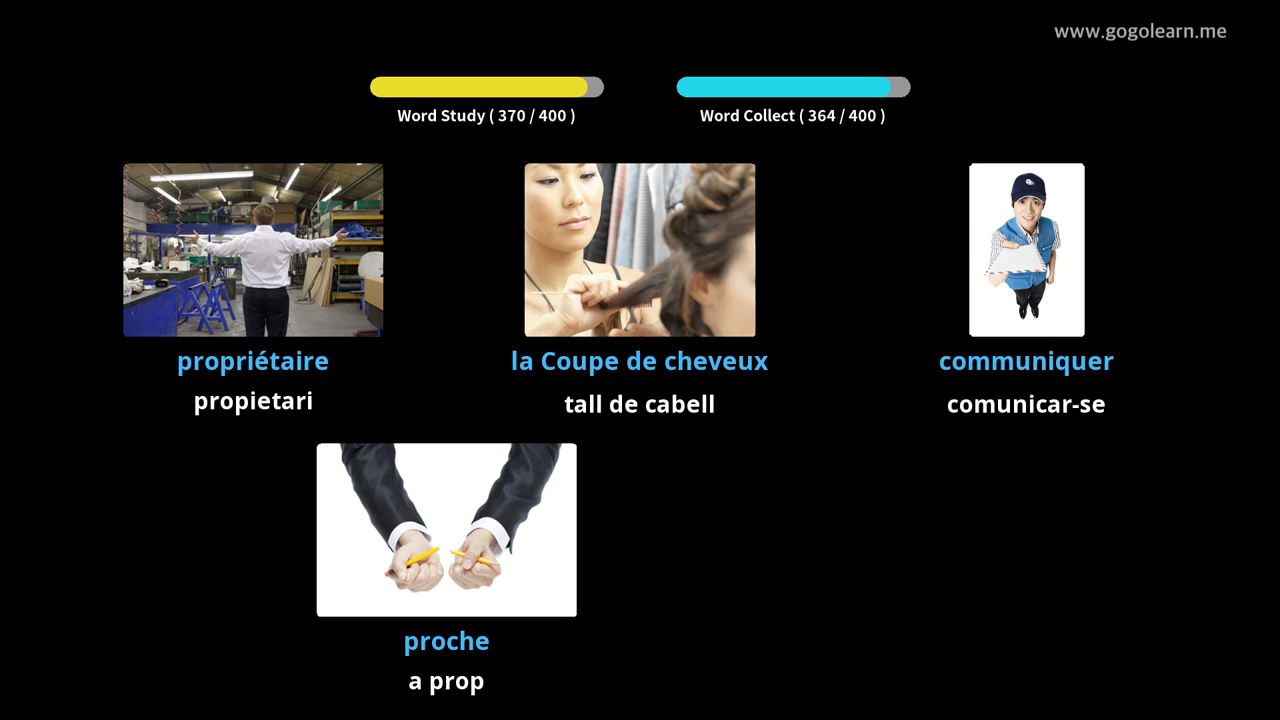 www.gogolearn.me
Word Study ( 370 / 400 )
Word Collect ( 364 / 400 )
propriétaire
propietari
la Coupe de cheveux
tall de cabell
communiquer
comunicar-se
proche
a prop